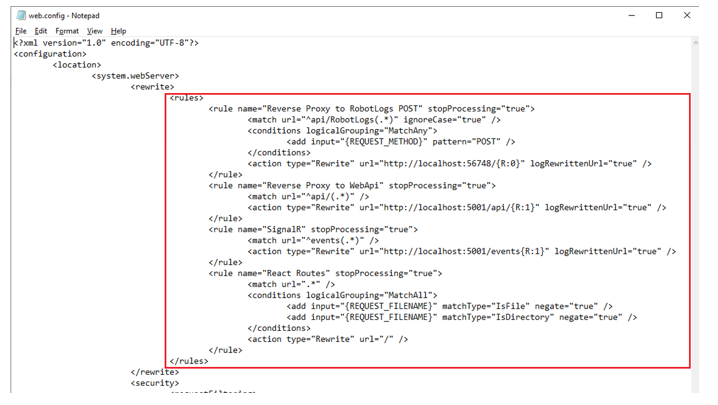 web.config - Notepad
File Edit Format View Help
<?xml version="1.0" encoding="UTF-8"?>
<configuration>
<location>
<system.webServer>
<rewrite>
<rules>
<rule name="Reverse Proxy to RobotLogs POST" stopProcessing="true">
<match url="^api/RobotLogs(.*)" ignoreCase="true" />
<conditions logicalGrouping="MatchAny">
<add input="{REQUEST_METHOD}" pattern="POST" />
</conditions>
<action type="Rewrite" url="http://localhost:56748/{R:0}" logRewrittenUrl="true" />
</rule>
<rule name="Reverse Proxy to WebApi" stopProcessing="true">
<match url="^api/(.*)" />
<action type="Rewrite" url="http://localhost:5001/api/{R:1}" logRewrittenUrl="true" />
</rule>
<rule name="SignalR" stopProcessing="true">
<match url="^events(.*)" />
<action type="Rewrite" url="http://localhost:5001/events{R:1}" logRewrittenUrl="true" />
</rule>
<rule name="React Routes" stopProcessing="true">
<match url=".*" />
<conditions logicalGrouping="MatchAll">
<add input="{REQUEST_FILENAME}" matchType="IsFile" negate="true" />
<add input="{REQUEST_FILENAME}" matchType="IsDirectory" negate="true" />
</conditions>
<action type="Rewrite" url="/" />
</rule>
</rules>
</rewrite>
<security>